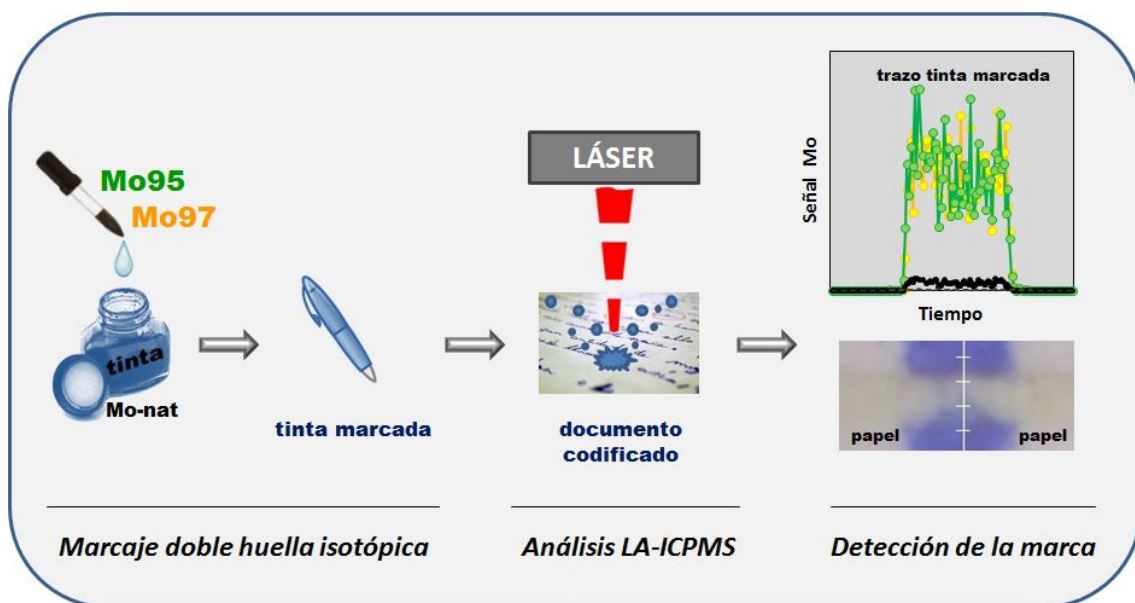 Mo95
Mo97
tinta
Mo-nat
tinta marcada
LÁSER
documento
codificado
trazo tinta marcada
Señal Mo
Tiempo
papel
papel
Marcaje doble huella isotópica
Análisis LA-ICPMS
Detección de la marca